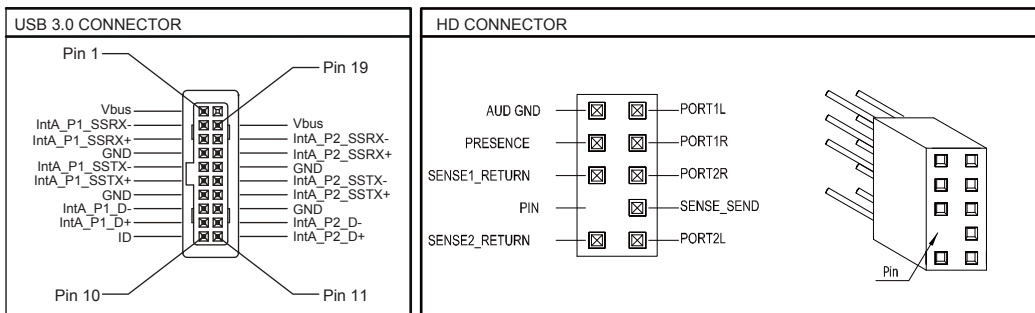 USB 3.0 CONNECTOR
Pin 1
Pin 19
Vbus
IntA_P1_SSRX-
IntA_P1_SSRX+
GND
IntA_P1_SSTX-
IntA_P1_SSTX+
GND
IntA_P1_D-
IntA_P1_D+
ID
Vbus
IntA_P2_SSRX-
IntA_P2_SSRX+
GND
IntA_P2_SSTX-
IntA_P2_SSTX+
GND
IntA_P2_D-
IntA_P2_D+
Pin 10
Pin 11
HD CONNECTOR
AUD GND
PRESENCE
SENSE1_RETURN
PIN
SENSE2_RETURN
PORT1L
PORT1R
PORT2R
SENSE_SEND
PORT2L
Pin